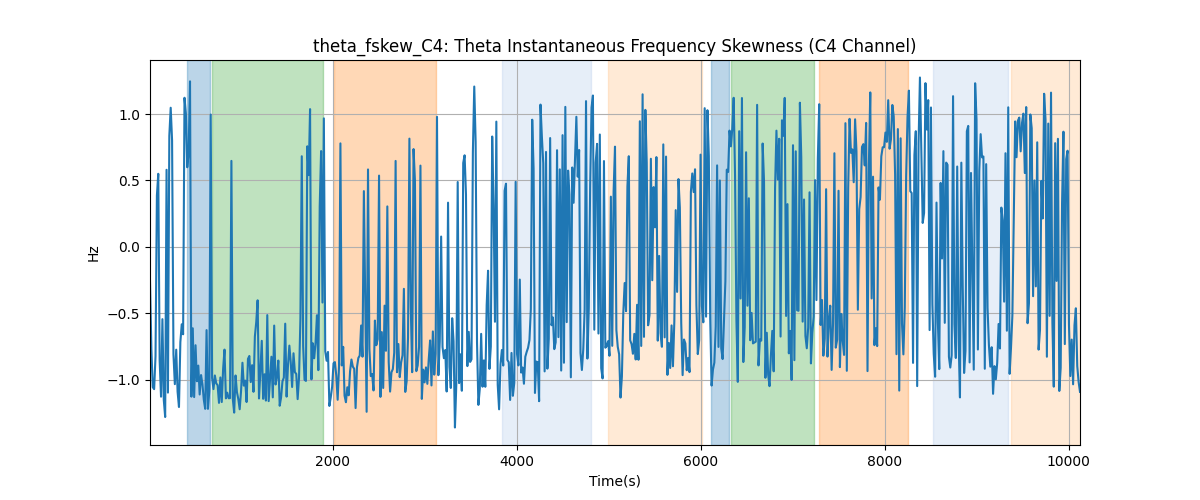 theta_fskew_C4: Theta Instantaneous Frequency Skewness (C4 Channel)
1.0
0.5
0.0
−0.5
−1.0
Hz
2000 4000 6000 8000 10000
Time(s)